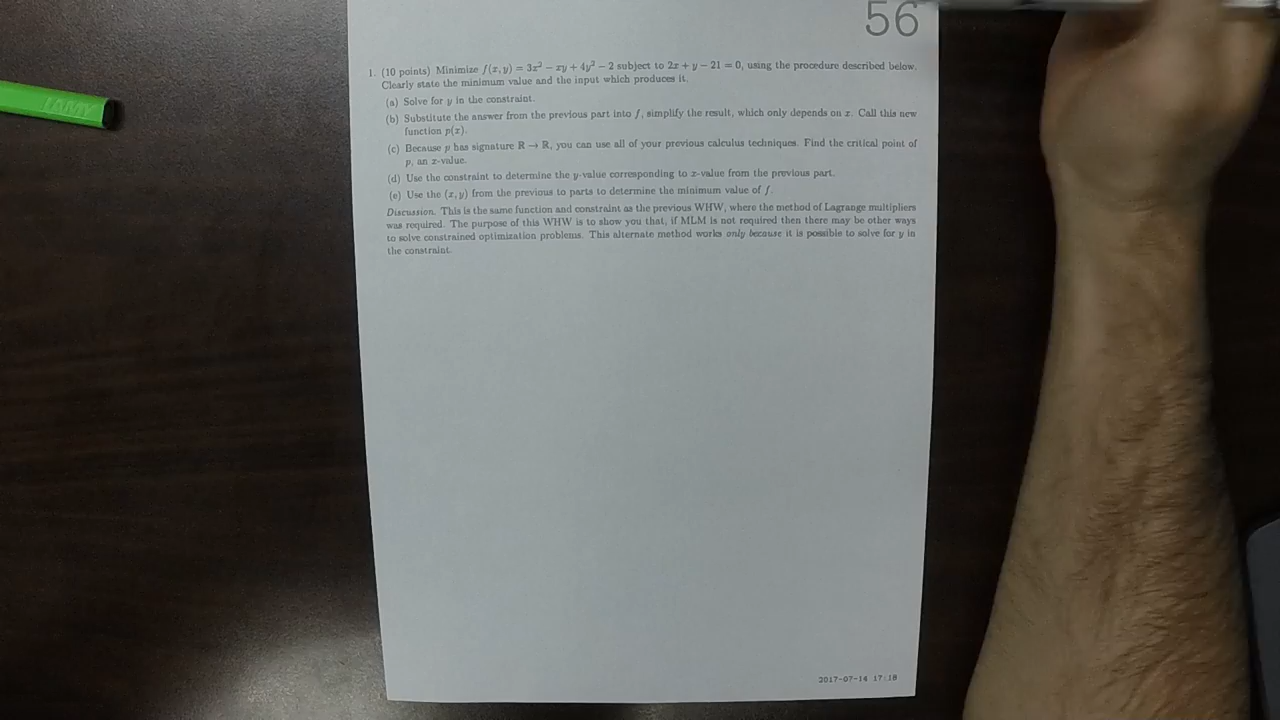 56
1. (10 points) Minimize f(x, y) = 3x² − xy + 4y² − 2 subject to 2x + y − 21 = 0, using the procedure described below.
Clearly state the minimum value and the input which produces it.
(a) Solve for y in the constraint.
(b) Substitute the answer from the previous part into f, simplify the result, which only depends on x. Call this new
function p(x).
(c) Because p has signature ℝ → ℝ, you can use all of your previous calculus techniques. Find the critical point of
p, an x-value.
(d) Use the constraint to determine the y-value corresponding to x-value from the previous part.
(e) Use the (x, y) from the previous to parts to determine the minimum value of f.
Discussion. This is the same function and constraint as the previous WHW, where the method of Lagrange multipliers
was required. The purpose of this WHW is to show you that, if MLM is not required then there may be other ways
to solve constrained optimization problems. This alternate method works only because it is possible to solve for y in
the constraint.
LAMY
2017-07-14 17:18